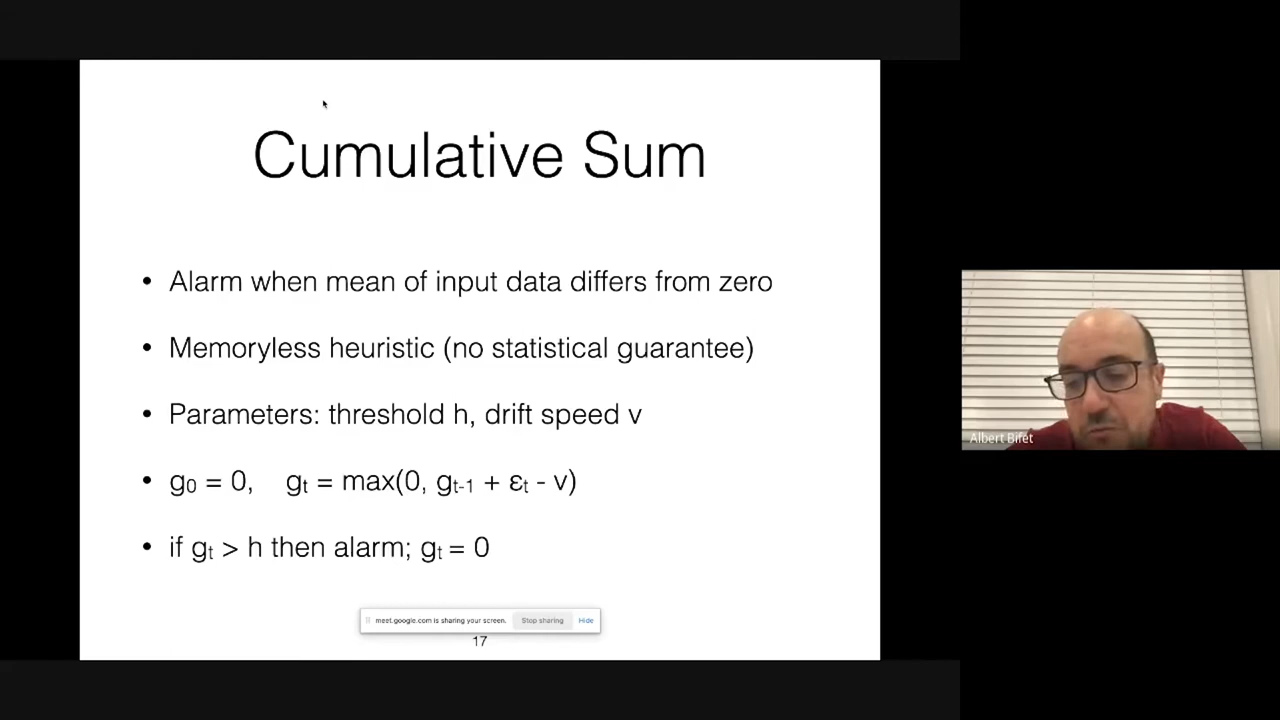 Cumulative Sum
• Alarm when mean of input data differs from zero
• Memoryless heuristic (no statistical guarantee)
• Parameters: threshold h, drift speed v
• g₀ = 0, gₜ = max(0, gₜ₋₁ + εₜ - v)
• if gₜ > h then alarm; gₜ = 0
meet.google.com is sharing your screen. Stop sharing Hide
17
Albert Bifet